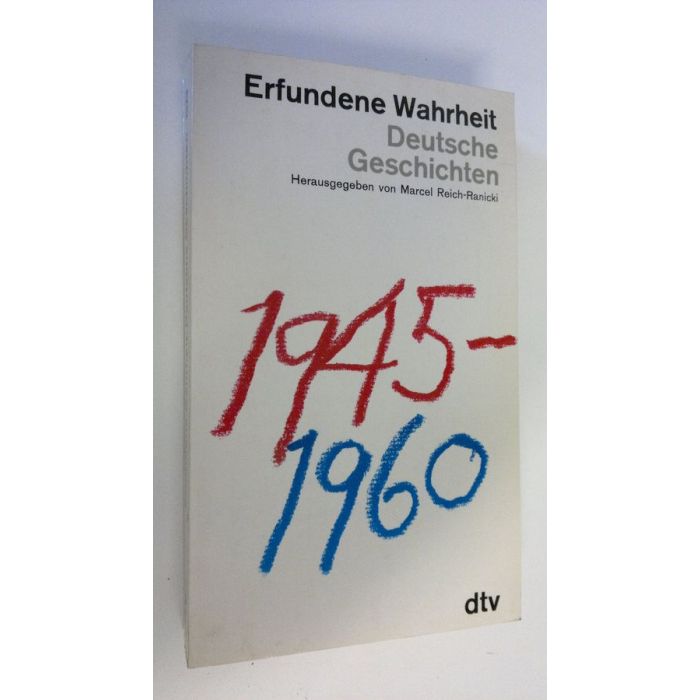 Erfundene Wahrheit
Deutsche
Geschichten
Herausgegeben von Marcel Reich-Ranicki
1945–
1960
dtv